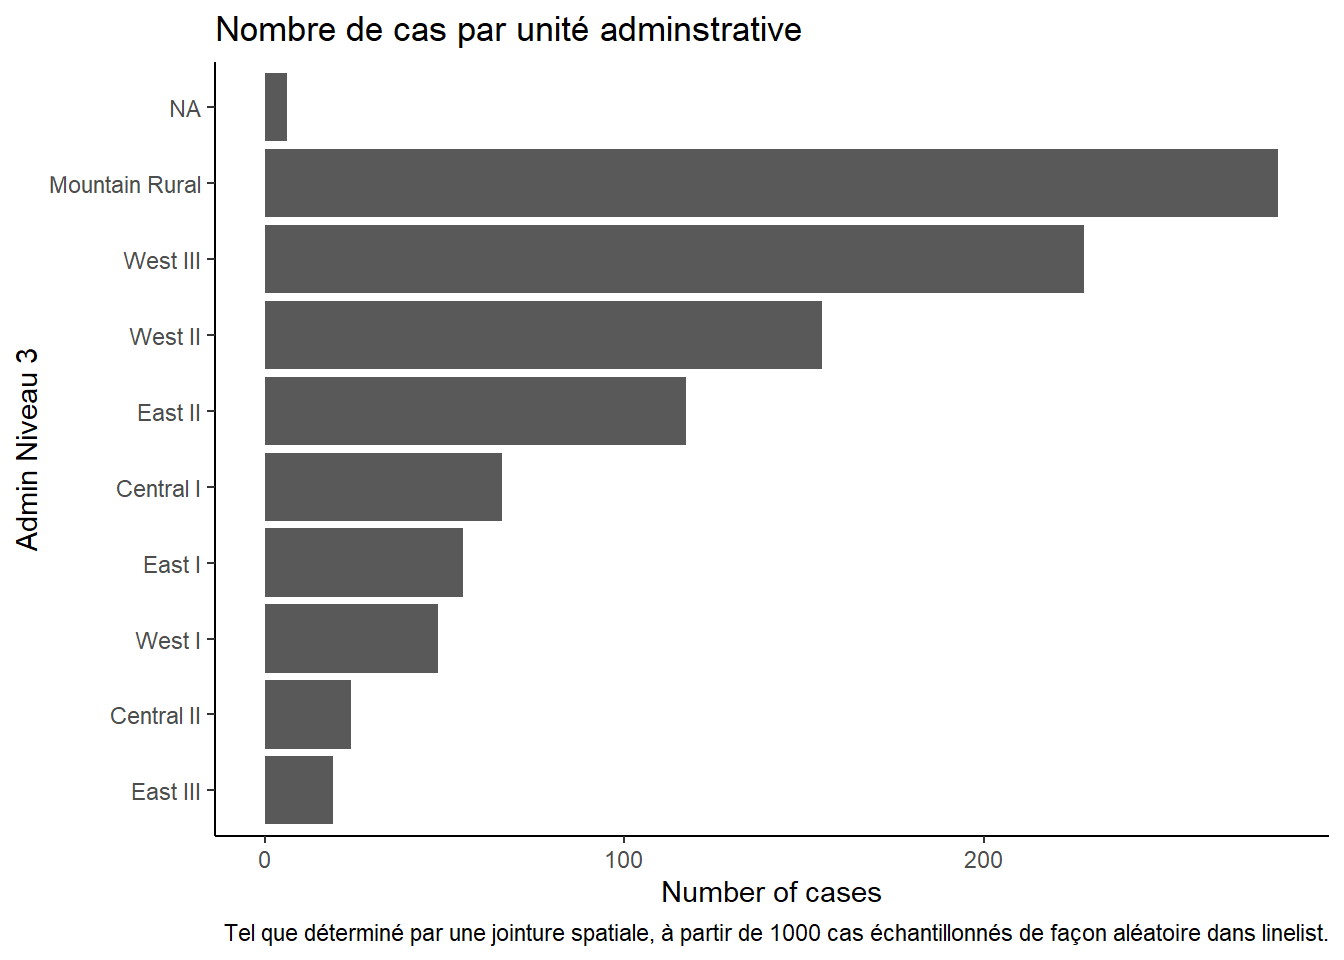 Nombre de cas par unité adminstrative
Admin Niveau 3
NA
Mountain Rural
West III
West II
East II
Central I
East I
West I
Central II
East III
0 100 200
Number of cases
Tel que déterminé par une jointure spatiale, à partir de 1000 cas échantillonnés de façon aléatoire dans linelist.